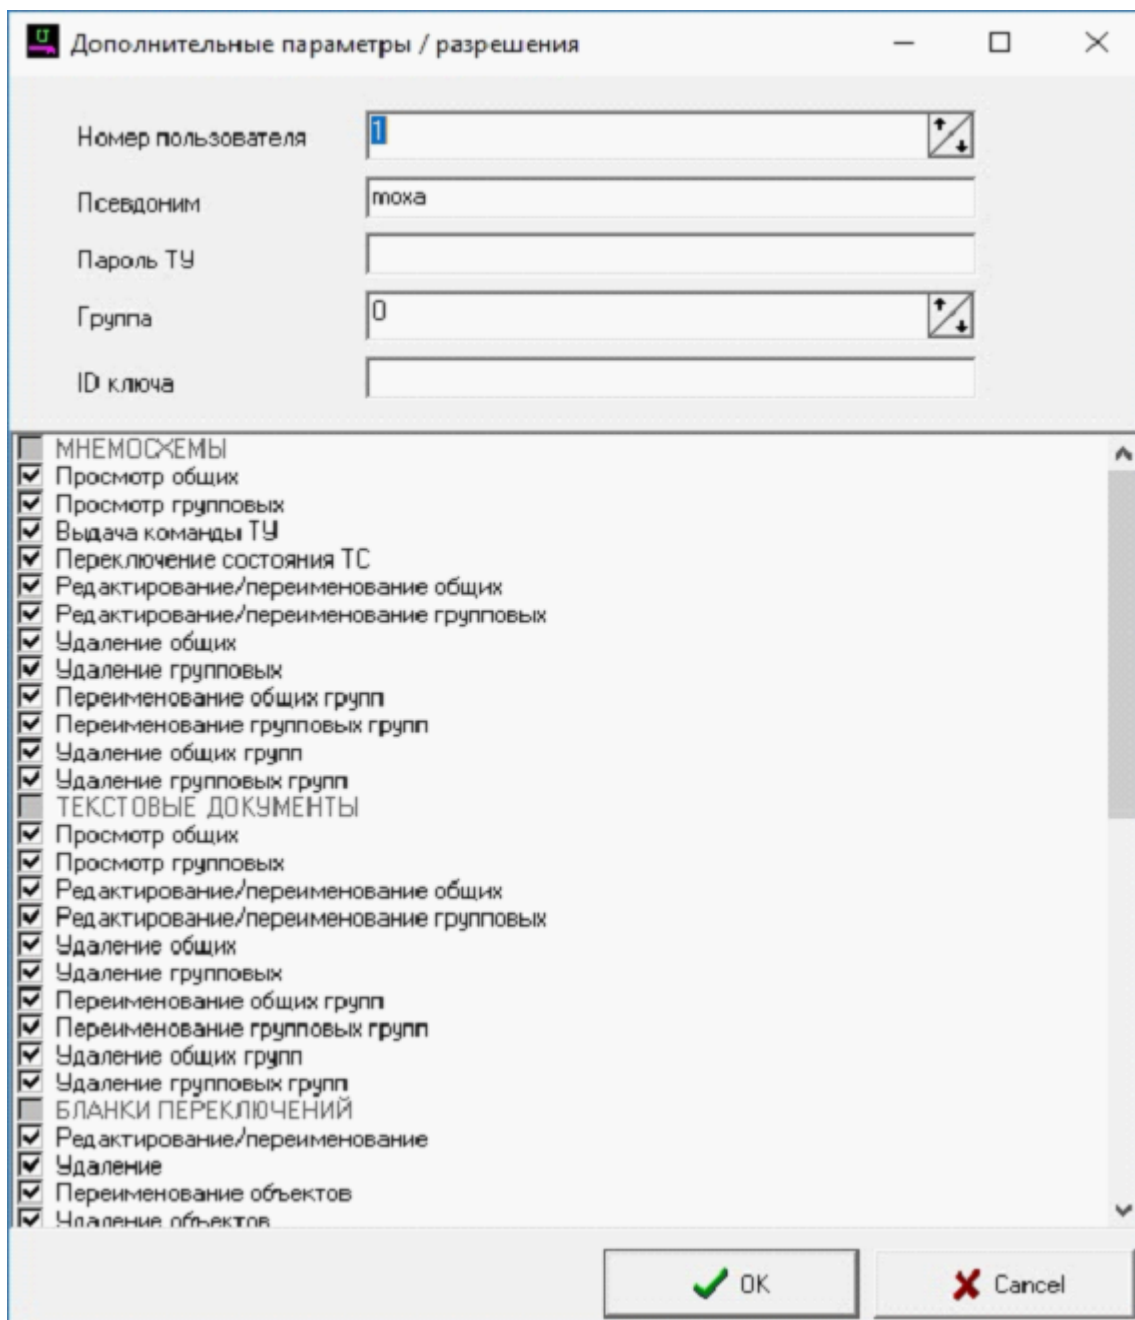 Дополнительные параметры / разрешения
Номер пользователя 1
Псевдоним moxa
Пароль ТУ
Группа 0
ID ключа
МНЕМОСХЕМЫ
Просмотр общих
Просмотр групповых
Выдача команды ТУ
Переключение состояния ТС
Редактирование/переименование общих
Редактирование/переименование групповых
Удаление общих
Удаление групповых
Переименование общих групп
Переименование групповых групп
Удаление общих групп
Удаление групповых групп
ТЕКСТОВЫЕ ДОКУМЕНТЫ
Просмотр общих
Просмотр групповых
Редактирование/переименование общих
Редактирование/переименование групповых
Удаление общих
Удаление групповых
Переименование общих групп
Переименование групповых групп
Удаление общих групп
Удаление групповых групп
БЛАНКИ ПЕРЕКЛЮЧЕНИЙ
Редактирование/переименование
Удаление
Переименование объектов
Удаление объектов
OK Cancel